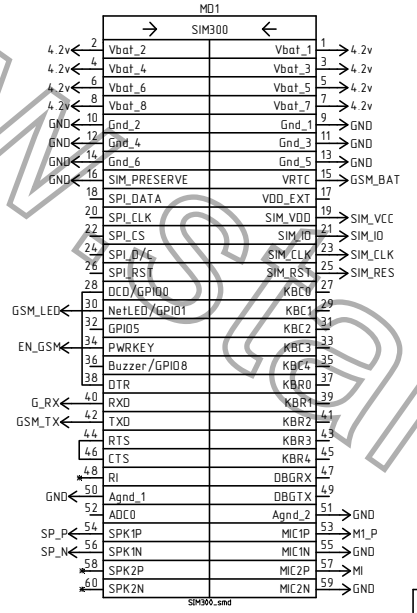 MD1
SIM300
4.2v 2 Vbat_2 Vbat_1 1 4.2v
4.2v 4 Vbat_4 Vbat_3 3 4.2v
4.2v 6 Vbat_6 Vbat_5 5 4.2v
4.2v 8 Vbat_8 Vbat_7 7 4.2v
GND 10 Gnd_2 Gnd_1 9 GND
GND 12 Gnd_4 Gnd_3 11 GND
GND 14 Gnd_6 Gnd_5 13 GND
GND 16 SIM_PRESERVE VRTC 15 GSM_BAT
18 SPI_DATA VDD_EXT 17
20 SPI_CLK SIM_VDD 19 SIM_VCC
22 SPI_CS SIM_IO 21 SIM_IO
24 SPI_D/C SIM_CLK 23 SIM_CLK
26 SPI_RST SIM_RST 25 SIM_RES
28 DCD/GPIO0 KBC0 27
GSM_LED 30 NetLED/GPIO1 KBC1 29
32 GPIO5 KBC2 31
EN_GSM 34 PWRKEY KBC3 33
36 Buzzer/GPIO8 KBC4 35
38 DTR KBR0 37
G_RX 40 RXD KBR1 39
GSM_TX 42 TXD KBR2 41
44 RTS KBR3 43
46 CTS KBR4 45
48 RI DBGRX 47
GND 50 Agnd_1 DBGTX 49
52 ADC0 Agnd_2 51 GND
SP_P 54 SPK1P MIC1P 53 M1_P
SP_N 56 SPK1N MIC1N 55 GND
58 SPK2P MIC2P 57 MI
60 SPK2N MIC2N 59 GND
SIM300_smd